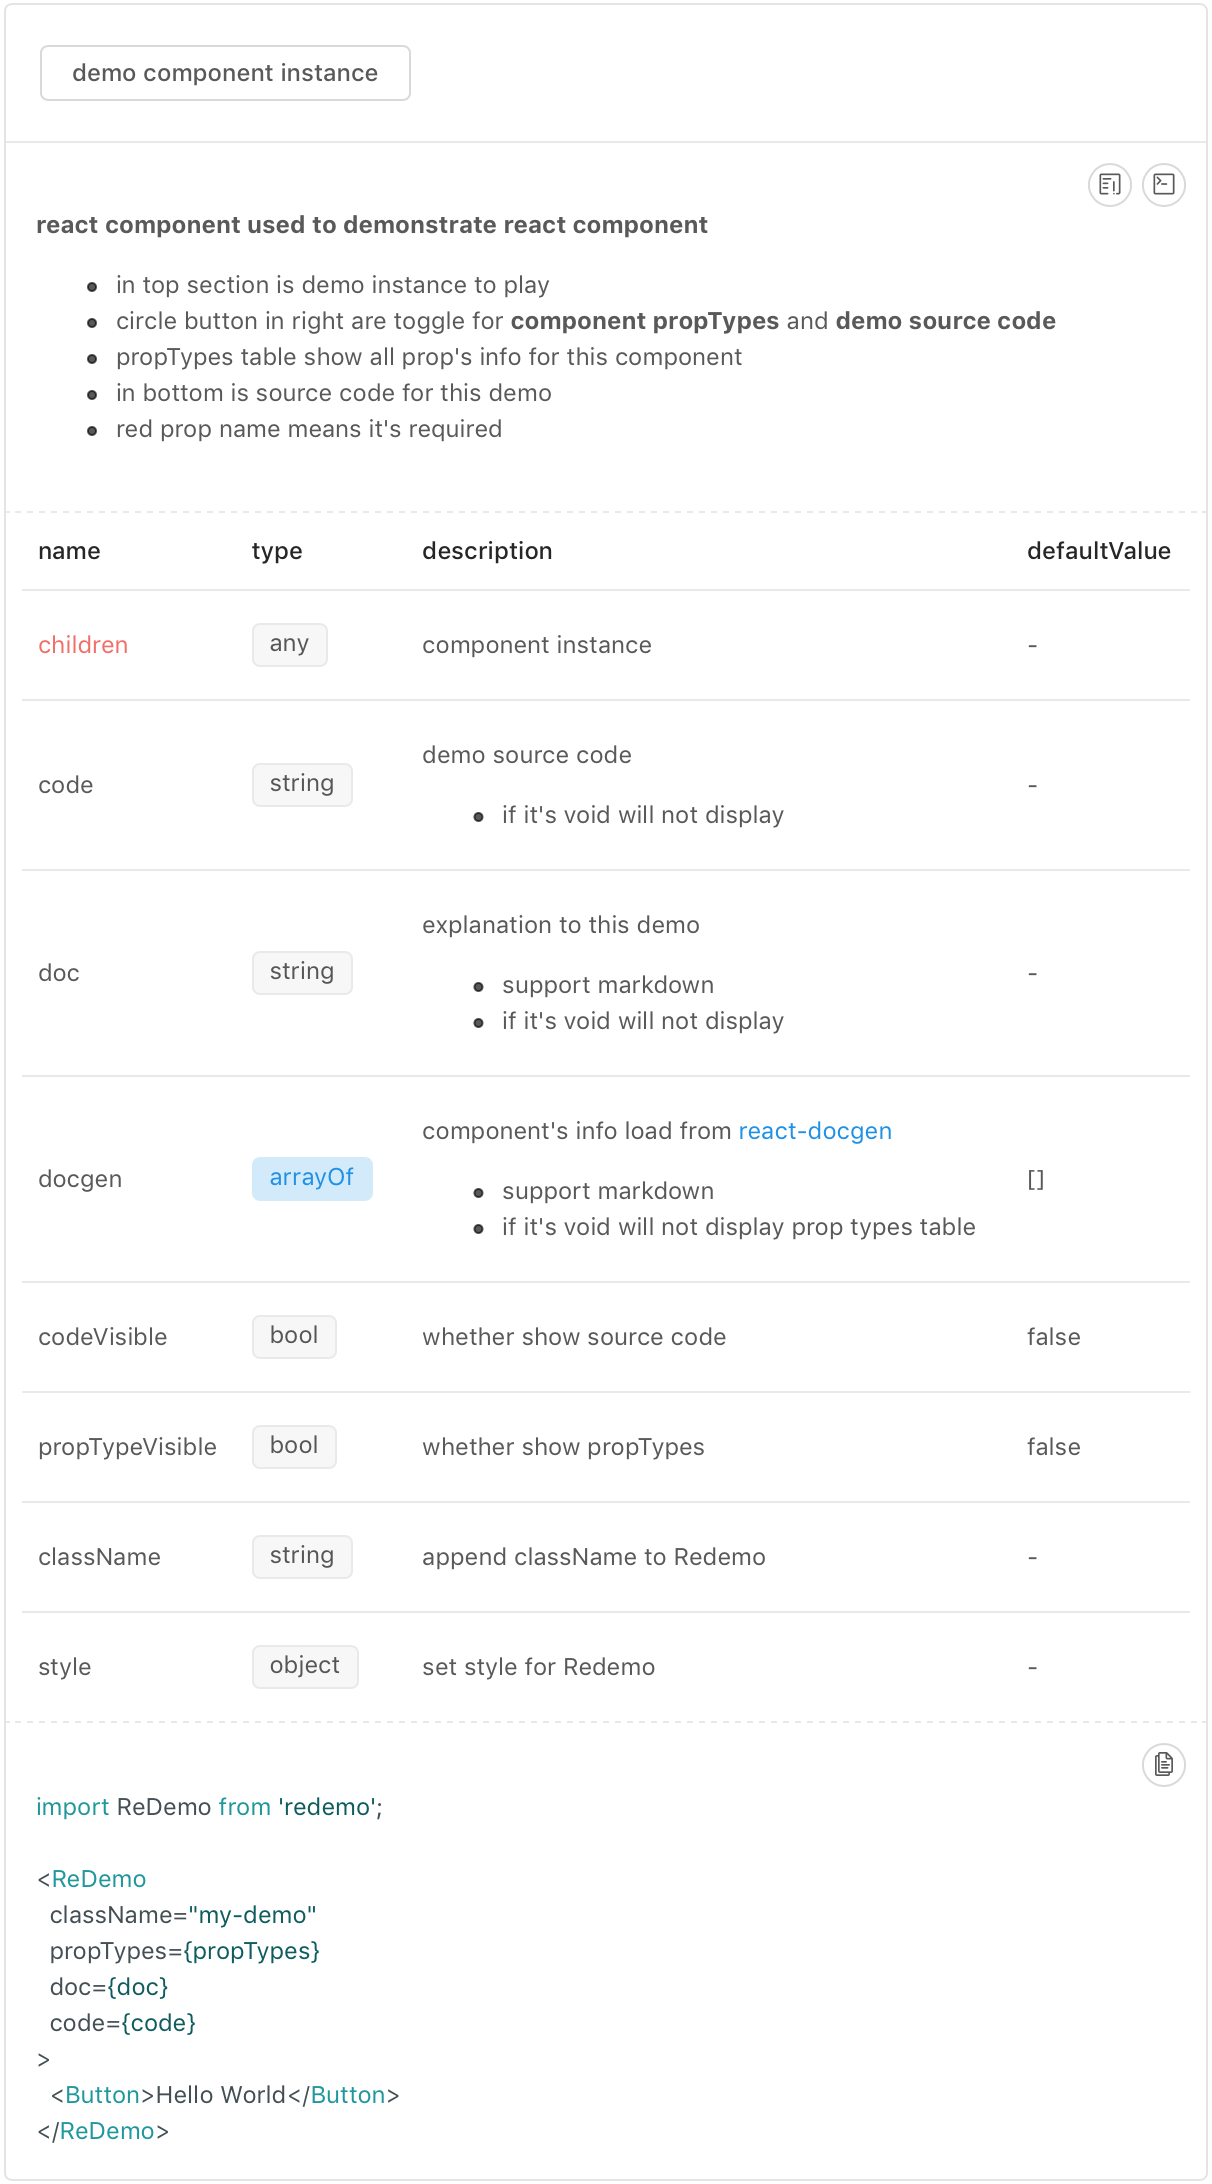 demo component instance
react component used to demonstrate react component
in top section is demo instance to play
circle button in right are toggle for component propTypes and demo source code
propTypes table show all prop's info for this component
in bottom is source code for this demo
red prop name means it's required
name type description defaultValue
children any component instance -
code string demo source code -
if it's void will not display
doc string explanation to this demo -
support markdown
if it's void will not display
docgen arrayOf component's info load from react-docgen []
support markdown
if it's void will not display prop types table
codeVisible bool whether show source code false
propTypeVisible bool whether show propTypes false
className string append className to Redemo -
style object set style for Redemo -
import ReDemo from 'redemo';
<ReDemo
  className="my-demo"
  propTypes={propTypes}
  doc={doc}
  code={code}
>
  <Button>Hello World</Button>
</ReDemo>